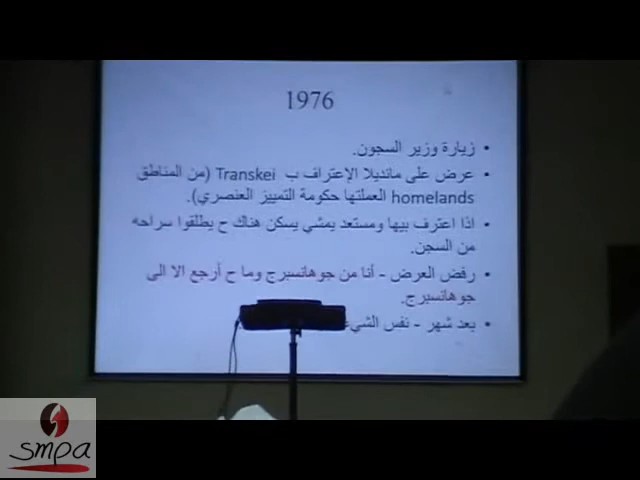 1976
• زيارة وزير السجون.
• عرض على مانديلا الإعتراف ب Transkei (من المناطق
homelands العملتها حكومة التمييز العنصري).
• اذا اعترف بيها ومستعد يمشي يسكن هناك ح يطلقوا سراحه
من السجن.
• رفض العرض - أنا من جوهانسبرج وما ح أرجع الا الى
جوهانسبرج.
• بعد شهر - نفس الشيء
smpa